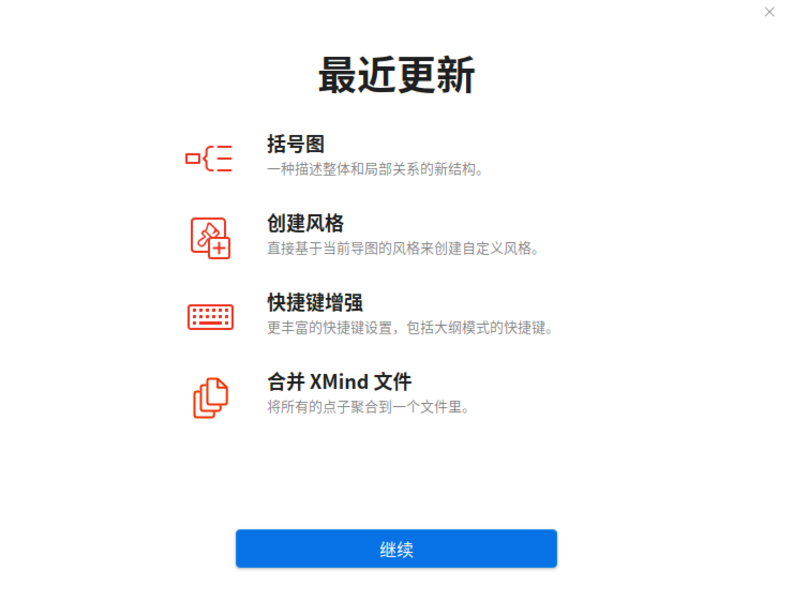 最近更新
括号图
一种描述整体和局部关系的新结构。
创建风格
直接基于当前导图的风格来创建自定义风格。
快捷键增强
更丰富的快捷键设置，包括大纲模式的快捷键。
合并 XMind 文件
将所有的点子聚合到一个文件里。
继续